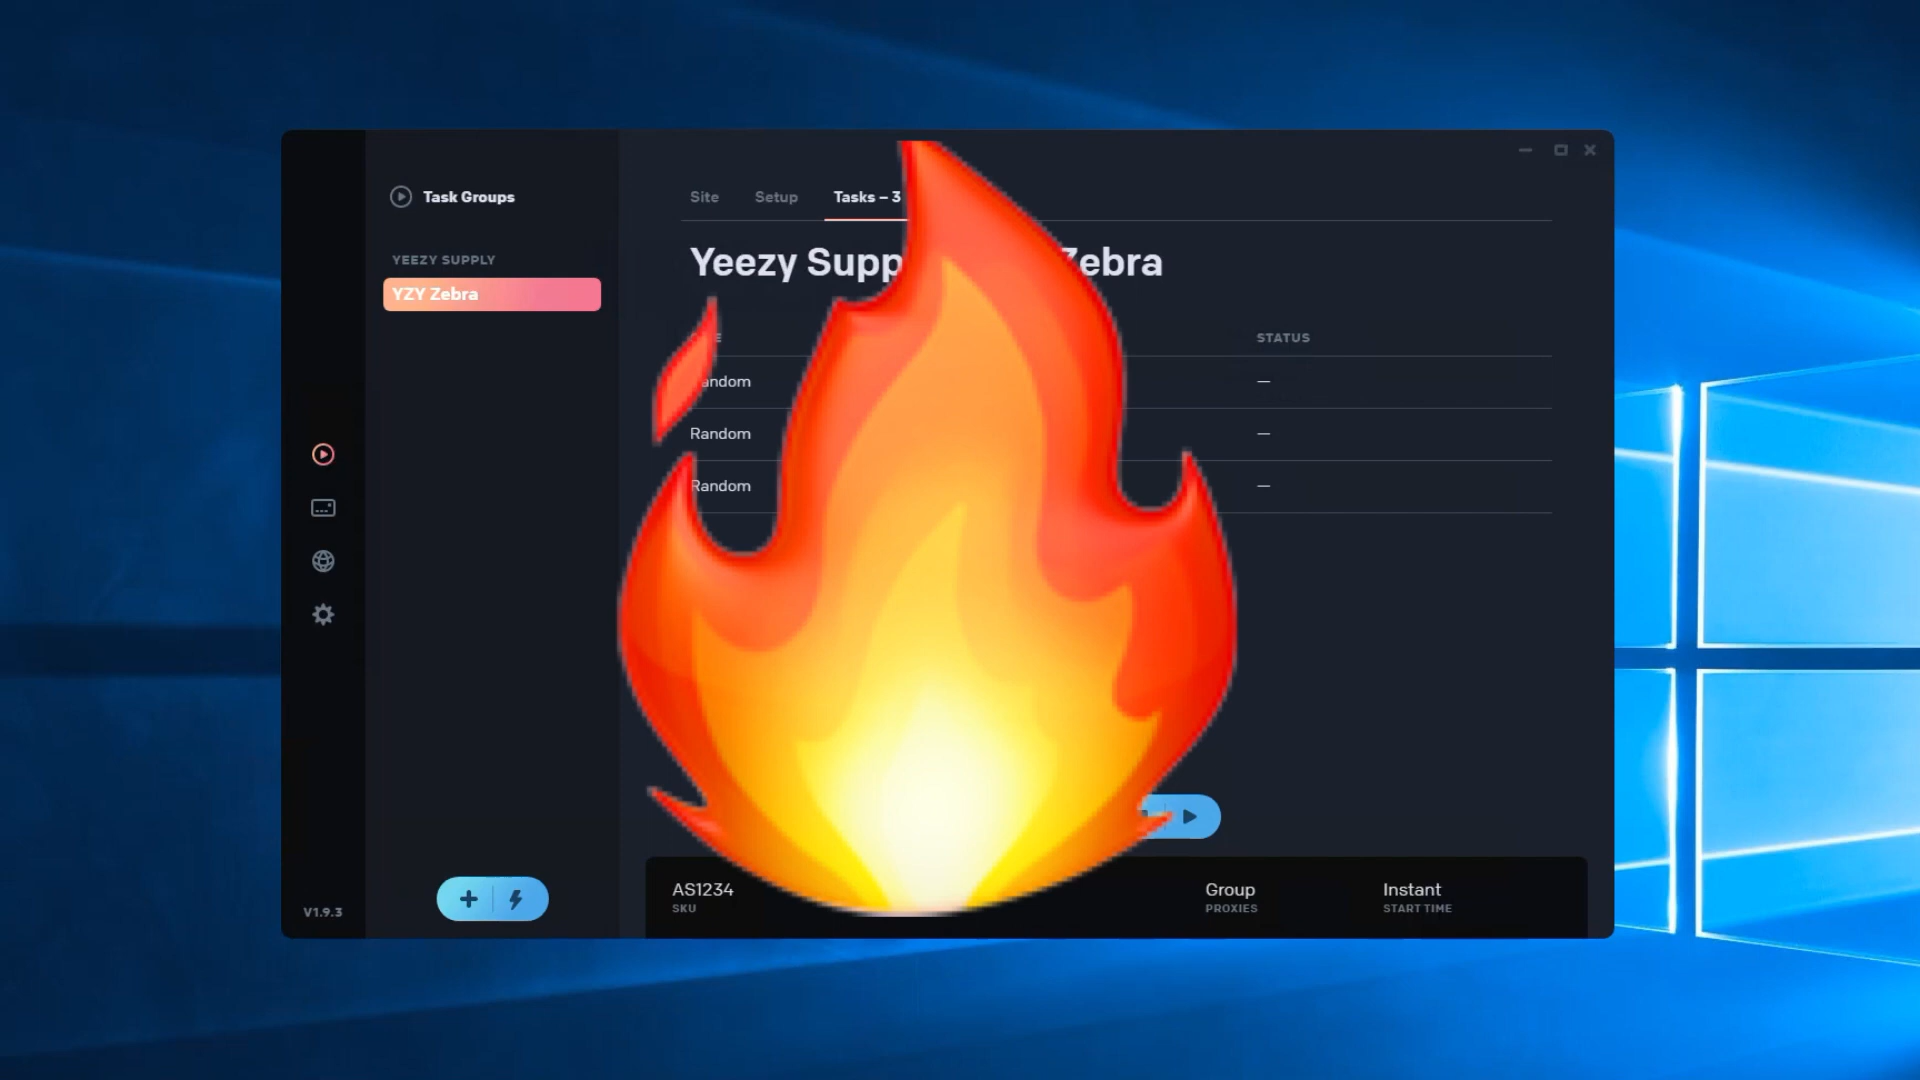 Task Groups
Site Setup Tasks – 3
YEEZY SUPPLY
YZY Zebra
Yeezy Supp Zebra
STATUS
andom —
Random —
Random —
AS1234
SKU
Group
PROXIES
Instant
START TIME
V1.9.3